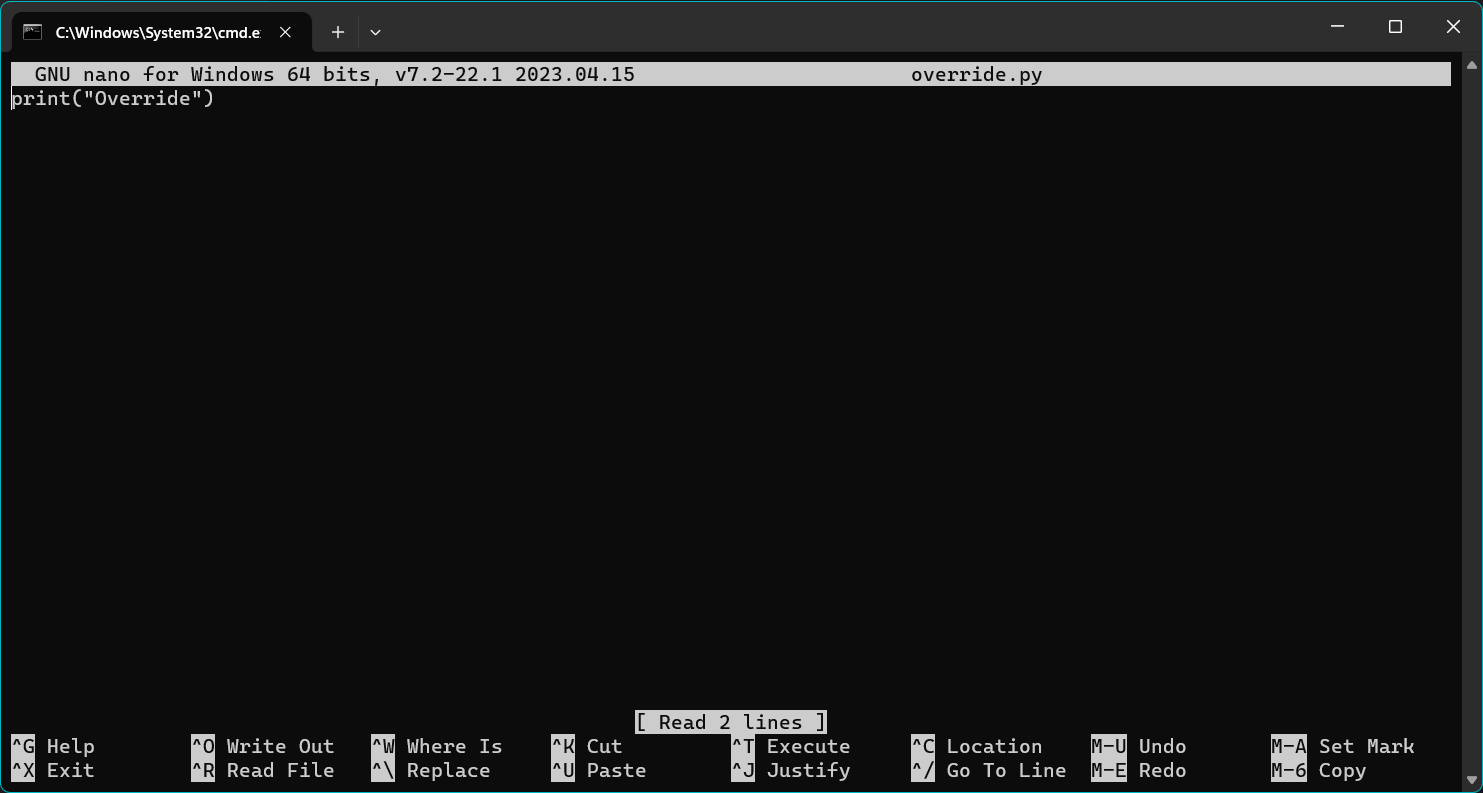 C:\Windows\System32\cmd.e
GNU nano for Windows 64 bits, v7.2-22.1 2023.04.15 override.py
print("Override")
[ Read 2 lines ]
^G Help ^O Write Out ^W Where Is ^K Cut ^T Execute ^C Location M-U Undo M-A Set Mark
^X Exit ^R Read File ^\ Replace ^U Paste ^J Justify ^/ Go To Line M-E Redo M-6 Copy